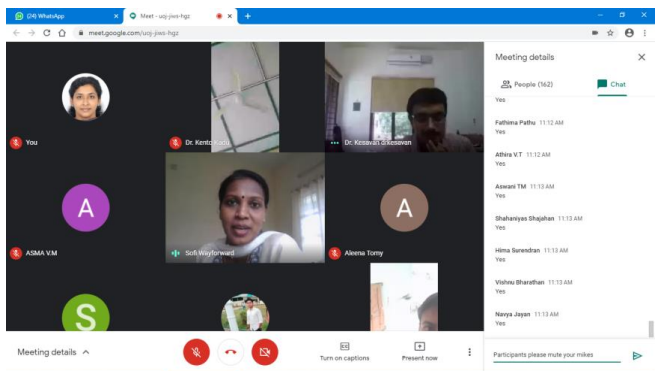 (24) WhatsApp
Meet - uoj-jiws-hgz
meet.google.com/uoj-jiws-hgz
You
Dr. Kento
Dr. Kesavan drkesavan
ASMA V.M
A
Sofi Wayforward
A
Aleena Tomy
S
Meeting details
Turn on captions
Present now
Meeting details
People (162)
Chat
Yes
Fathima Pathu 11:12 AM
Yes
Athira V.T 11:12 AM
Yes
Aswani TM 11:13 AM
Yes
Shahaniyas Shajahan 11:13 AM
Yes
Hima Surendran 11:13 AM
Yes
Vishnu Bharathan 11:13 AM
Yes
Navya Jayan 11:13 AM
Yes
Participants please mute your mikes